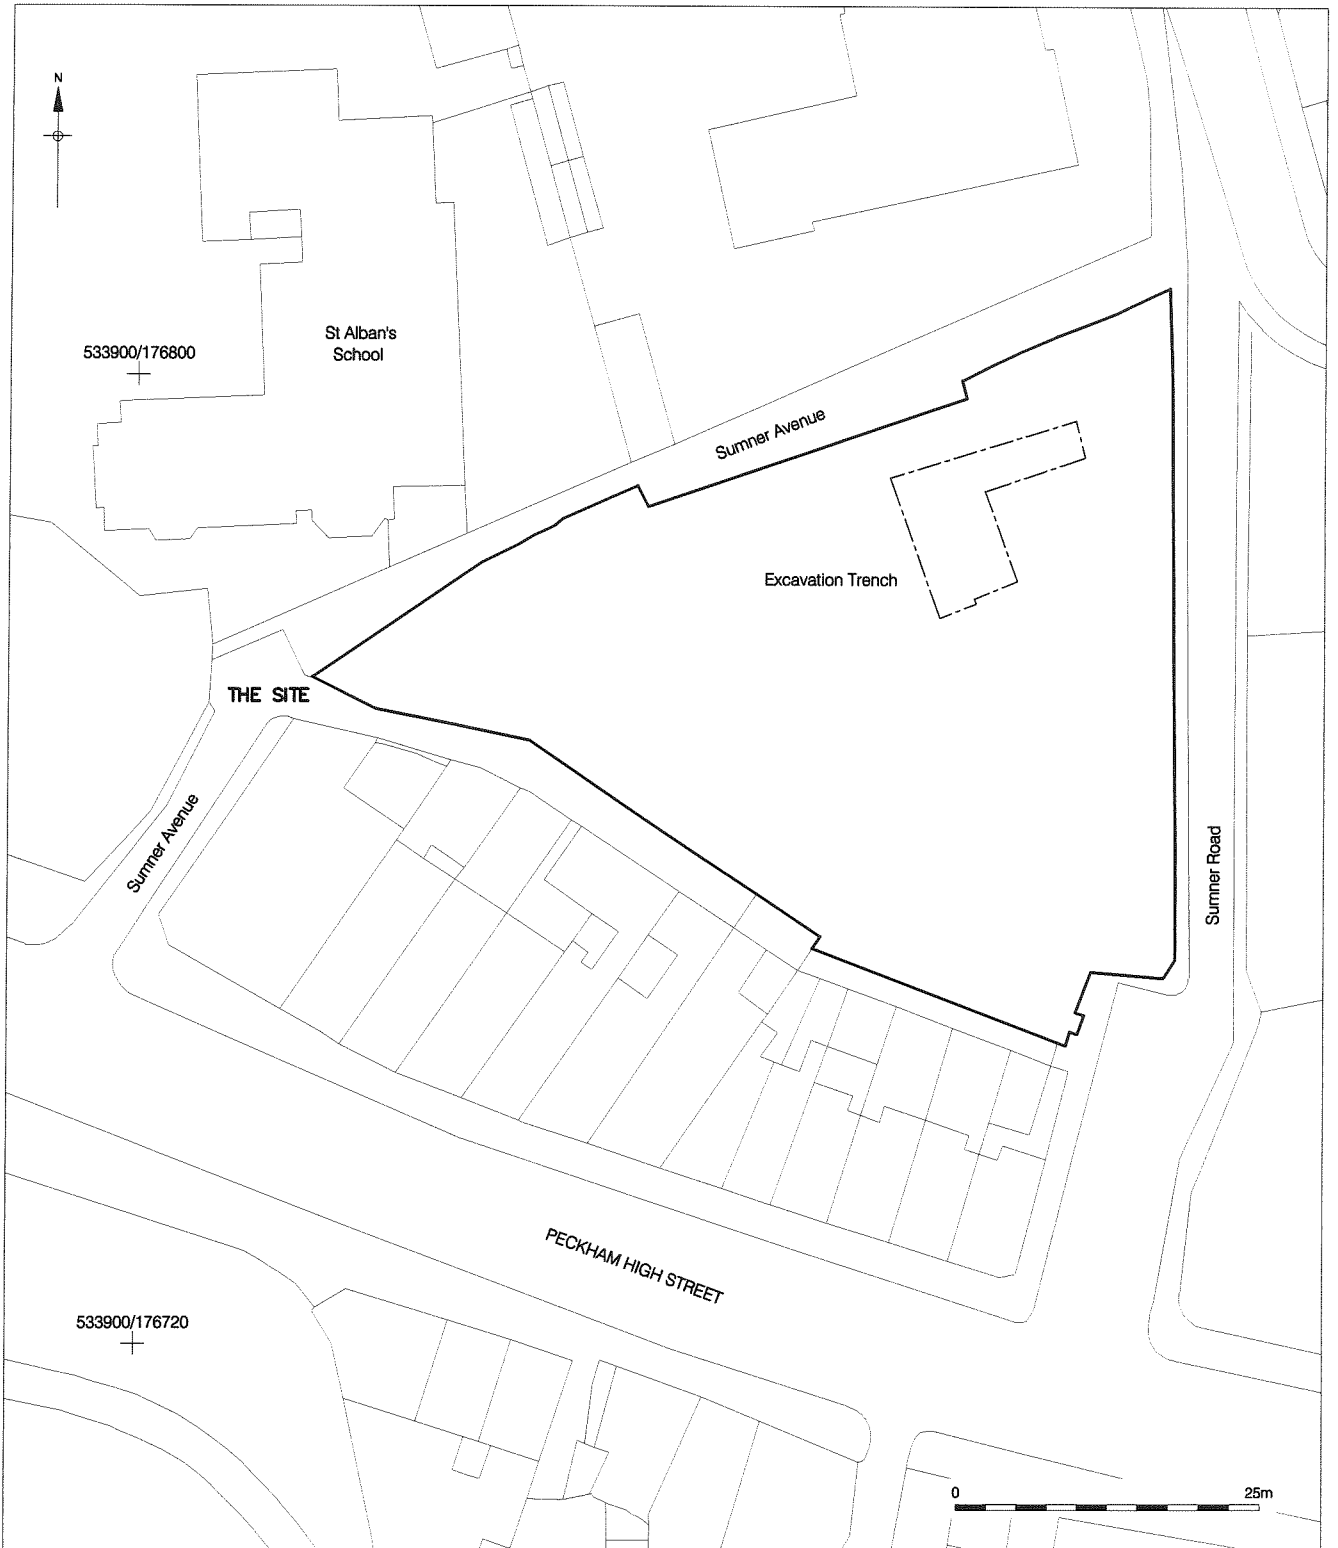 N
St Alban's
School
533900/176800
Sumner Avenue
Excavation Trench
THE SITE
Sumner Avenue
Sumner Road
PECKHAM HIGH STREET
533900/176720
0 25m